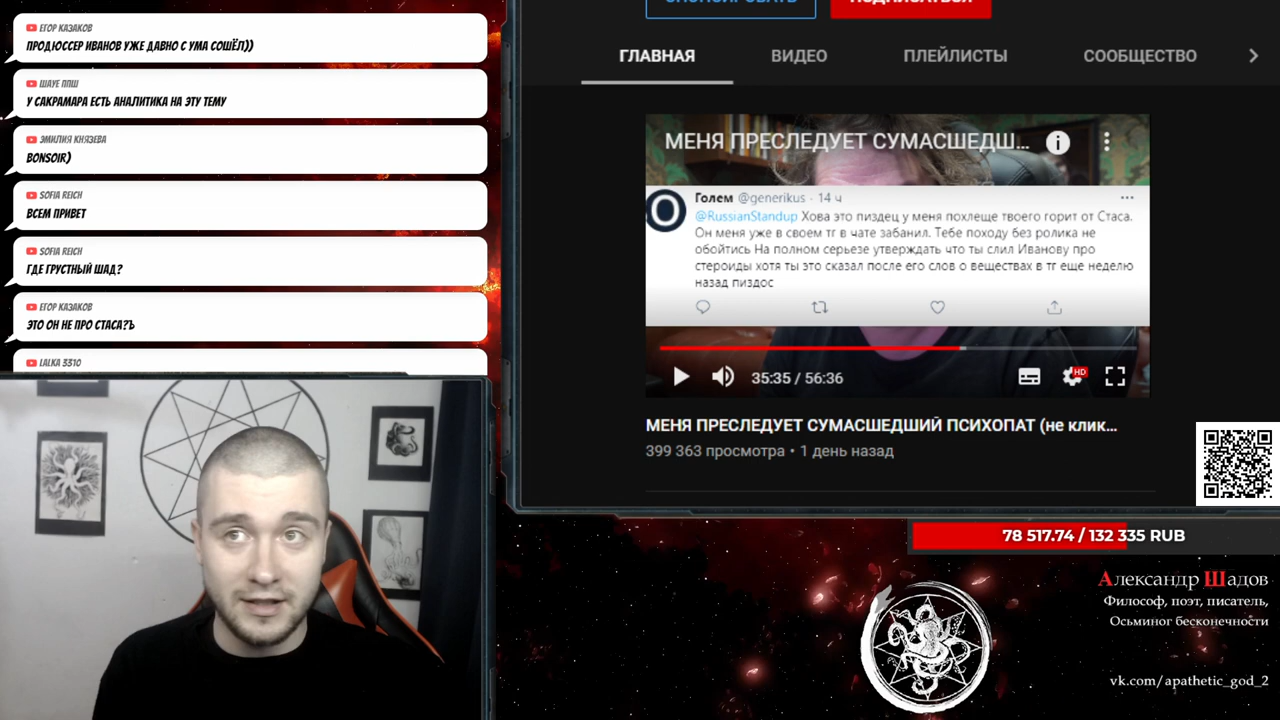 ЕГОР КАЗАКОВ
ПРОДЮССЕР ИВАНОВ УЖЕ ДАВНО С УМА СОШЁЛ))
ШАУЕ ППШ
У САКРАМАРА ЕСТЬ АНАЛИТИКА НА ЭТУ ТЕМУ
ЭМИЛИЯ КНЯЗЕВА
BONSOIR)
SOFIA REICH
ВСЕМ ПРИВЕТ
SOFIA REICH
ГДЕ ГРУСТНЫЙ ШАД?
ЕГОР КАЗАКОВ
ЭТО ОН НЕ ПРО СТАСА?Ъ
LALKA 3310
СПОНСИРОВАТЬ
ПОДПИСАТЬСЯ
ГЛАВНАЯ
ВИДЕО
ПЛЕЙЛИСТЫ
СООБЩЕСТВО
МЕНЯ ПРЕСЛЕДУЕТ СУМАСШЕДШ...
Голем @generikus · 14 ч
@RussianStandup Хова это пиздец у меня похлеще твоего горит от Стаса.
Он меня уже в своем тг в чате забанил. Тебе походу без ролика не
обойтись На полном серьезе утверждать что ты слил Иванову про
стероиды хотя ты это сказал после его слов о веществах в тг еще неделю
назад пиздос
35:35 / 56:36
HD
МЕНЯ ПРЕСЛЕДУЕТ СУМАСШЕДШИЙ ПСИХОПАТ (не клик...
399 363 просмотра • 1 день назад
78 517.74 / 132 335 RUB
Александр Шадов
Философ, поэт, писатель,
Осьминог бесконечности
vk.com/apathetic_god_2